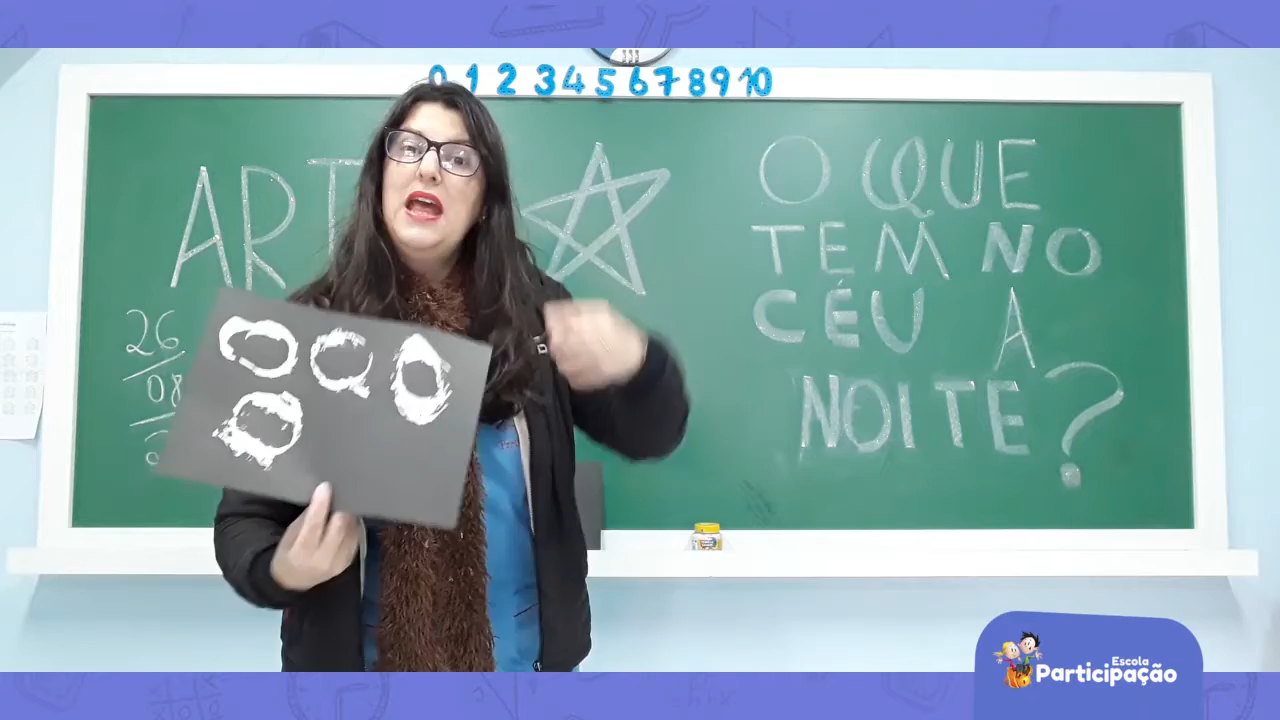 0 1 2 3 4 5 6 7 8 9 10
ART
26
08
O QUE
TEM NO
CÉU A
NOITE?
Escola
Participação